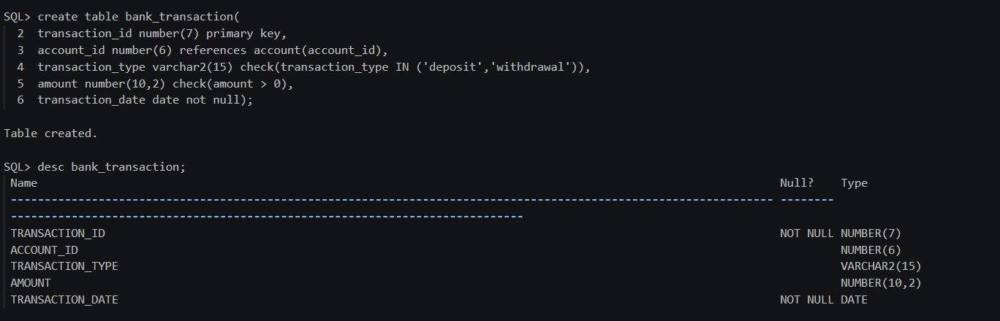 SQL> create table bank_transaction(
  2  transaction_id number(7) primary key,
  3  account_id number(6) references account(account_id),
  4  transaction_type varchar2(15) check(transaction_type IN ('deposit','withdrawal')),
  5  amount number(10,2) check(amount > 0),
  6  transaction_date date not null);
Table created.
SQL> desc bank_transaction;
Name Null? Type
----------------------------------------------------------------------------------------------------------------- --------
----------------------------------------------------------------------------
TRANSACTION_ID NOT NULL NUMBER(7)
ACCOUNT_ID NUMBER(6)
TRANSACTION_TYPE VARCHAR2(15)
AMOUNT NUMBER(10,2)
TRANSACTION_DATE NOT NULL DATE